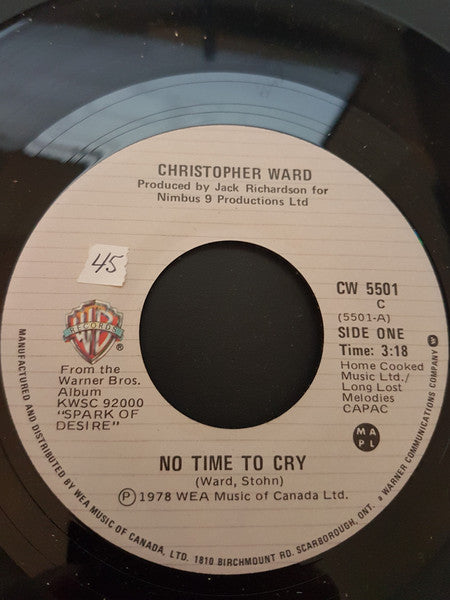 CHRISTOPHER WARD
Produced by Jack Richardson for
Nimbus 9 Productions Ltd
45
WB
RECORDS
®
From the
Warner Bros.
Album
KWSC 92000
"SPARK OF
DESIRE"
CW 5501
C
(5501-A)
SIDE ONE
Time: 3:18
Home Cooked
Music Ltd./
Long Lost
Melodies
CAPAC
MA
PL
NO TIME TO CRY
(Ward, Stohn)
Ⓟ 1978 WEA Music of Canada Ltd.
MANUFACTURED AND DISTRIBUTED BY WEA MUSIC OF CANADA, LTD. 1810 BIRCHMOUNT RD. SCARBOROUGH, ONT. a WARNER COMMUNICATIONS COMPANY